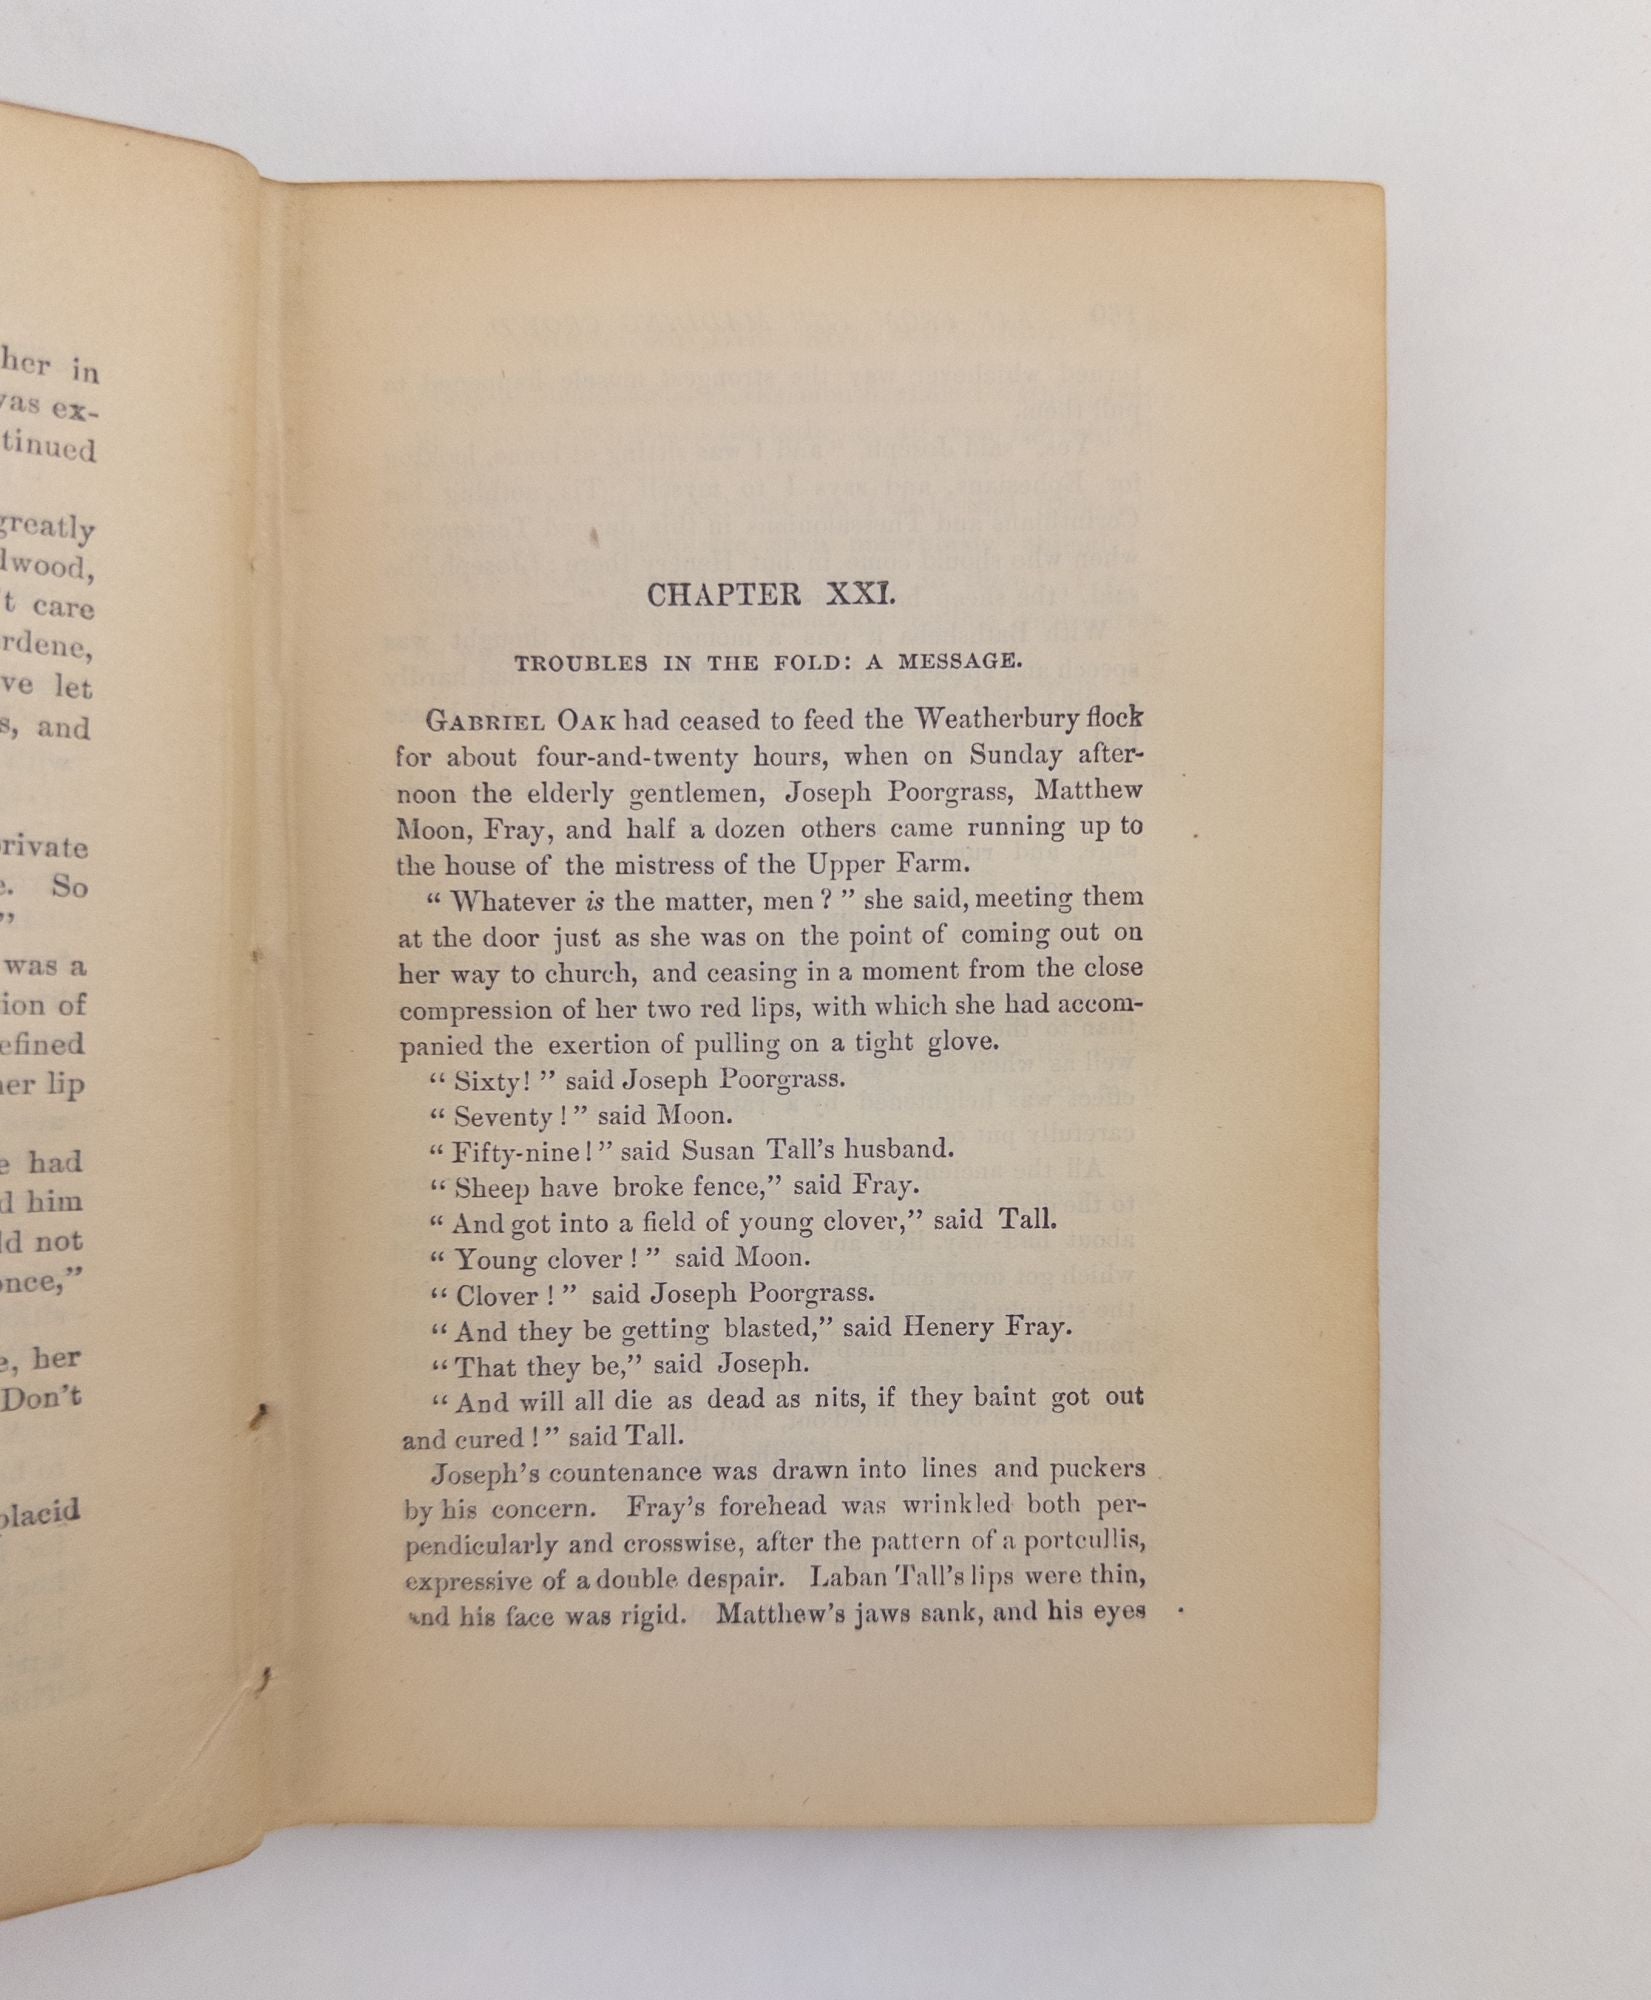 her in
was ex-
tinued
greatly
dwood,
't care
rdene,
ve let
s, and
private
e. So
”
was a
ion of
efined
her lip
e had
d him
ld not
once,”
e, her
Don't
placid
CHAPTER XXI.
TROUBLES IN THE FOLD: A MESSAGE.
GABRIEL OAK had ceased to feed the Weatherbury flock
for about four-and-twenty hours, when on Sunday after-
noon the elderly gentlemen, Joseph Poorgrass, Matthew
Moon, Fray, and half a dozen others came running up to
the house of the mistress of the Upper Farm.
“Whatever is the matter, men?” she said, meeting them
at the door just as she was on the point of coming out on
her way to church, and ceasing in a moment from the close
compression of her two red lips, with which she had accom-
panied the exertion of pulling on a tight glove.
“Sixty!” said Joseph Poorgrass.
“Seventy!” said Moon.
“Fifty-nine!” said Susan Tall's husband.
“Sheep have broke fence,” said Fray.
“And got into a field of young clover,” said Tall.
“Young clover!” said Moon.
“Clover!” said Joseph Poorgrass.
“And they be getting blasted,” said Henery Fray.
“That they be,” said Joseph.
“And will all die as dead as nits, if they baint got out
and cured!” said Tall.
Joseph's countenance was drawn into lines and puckers
by his concern. Fray's forehead was wrinkled both per-
pendicularly and crosswise, after the pattern of a portcullis,
expressive of a double despair. Laban Tall's lips were thin,
and his face was rigid. Matthew's jaws sank, and his eyes